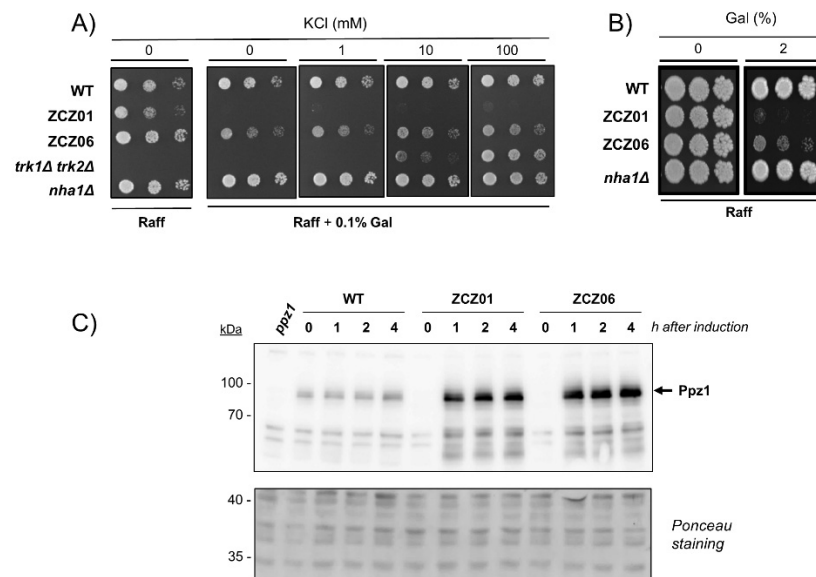 A)
KCl (mM)
0 0 1 10 100
WT
ZCZ01
ZCZ06
trk1Δ trk2Δ
nha1Δ
Raff
Raff + 0.1% Gal
B)
Gal (%)
0 2
WT
ZCZ01
ZCZ06
nha1Δ
Raff
C)
ppz1 WT ZCZ01 ZCZ06
kDa 0 1 2 4 0 1 2 4 0 1 2 4 h after induction
100 -
Ppz1
70 -
40 -
35 -
Ponceau
staining